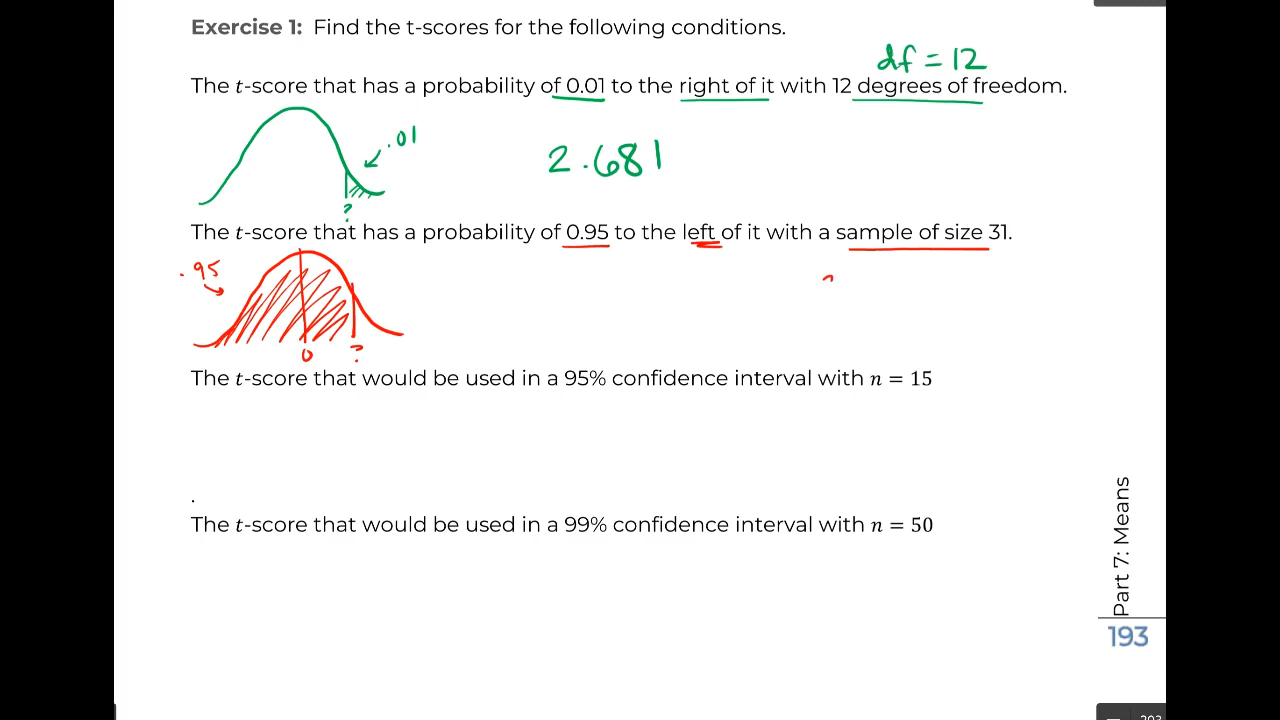 Exercise 1: Find the t-scores for the following conditions.
df = 12
The t-score that has a probability of 0.01 to the right of it with 12 degrees of freedom.
.01
2.681
?
The t-score that has a probability of 0.95 to the left of it with a sample of size 31.
.95
0 ?
The t-score that would be used in a 95% confidence interval with n = 15
.
The t-score that would be used in a 99% confidence interval with n = 50
Part 7: Means
193